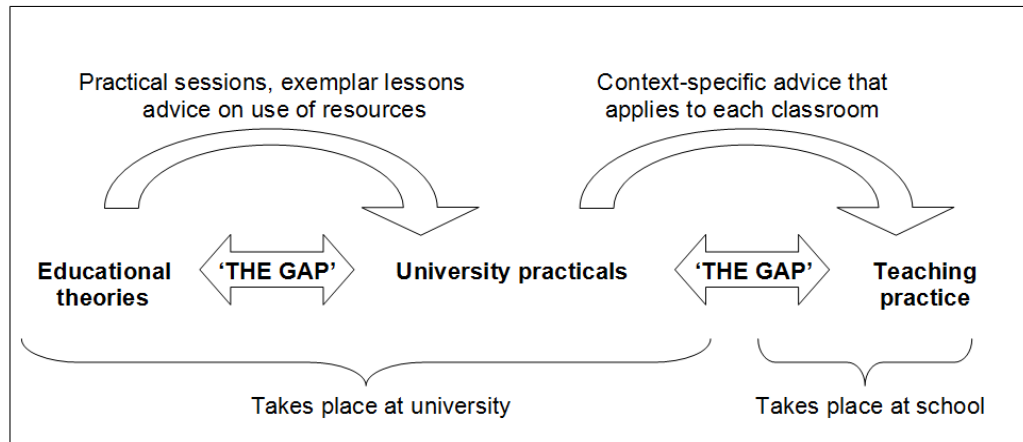 Practical sessions, exemplar lessons
advice on use of resources
Context-specific advice that
applies to each classroom
Educational
theories
‘THE GAP’
University practicals
‘THE GAP’
Teaching
practice
Takes place at university
Takes place at school